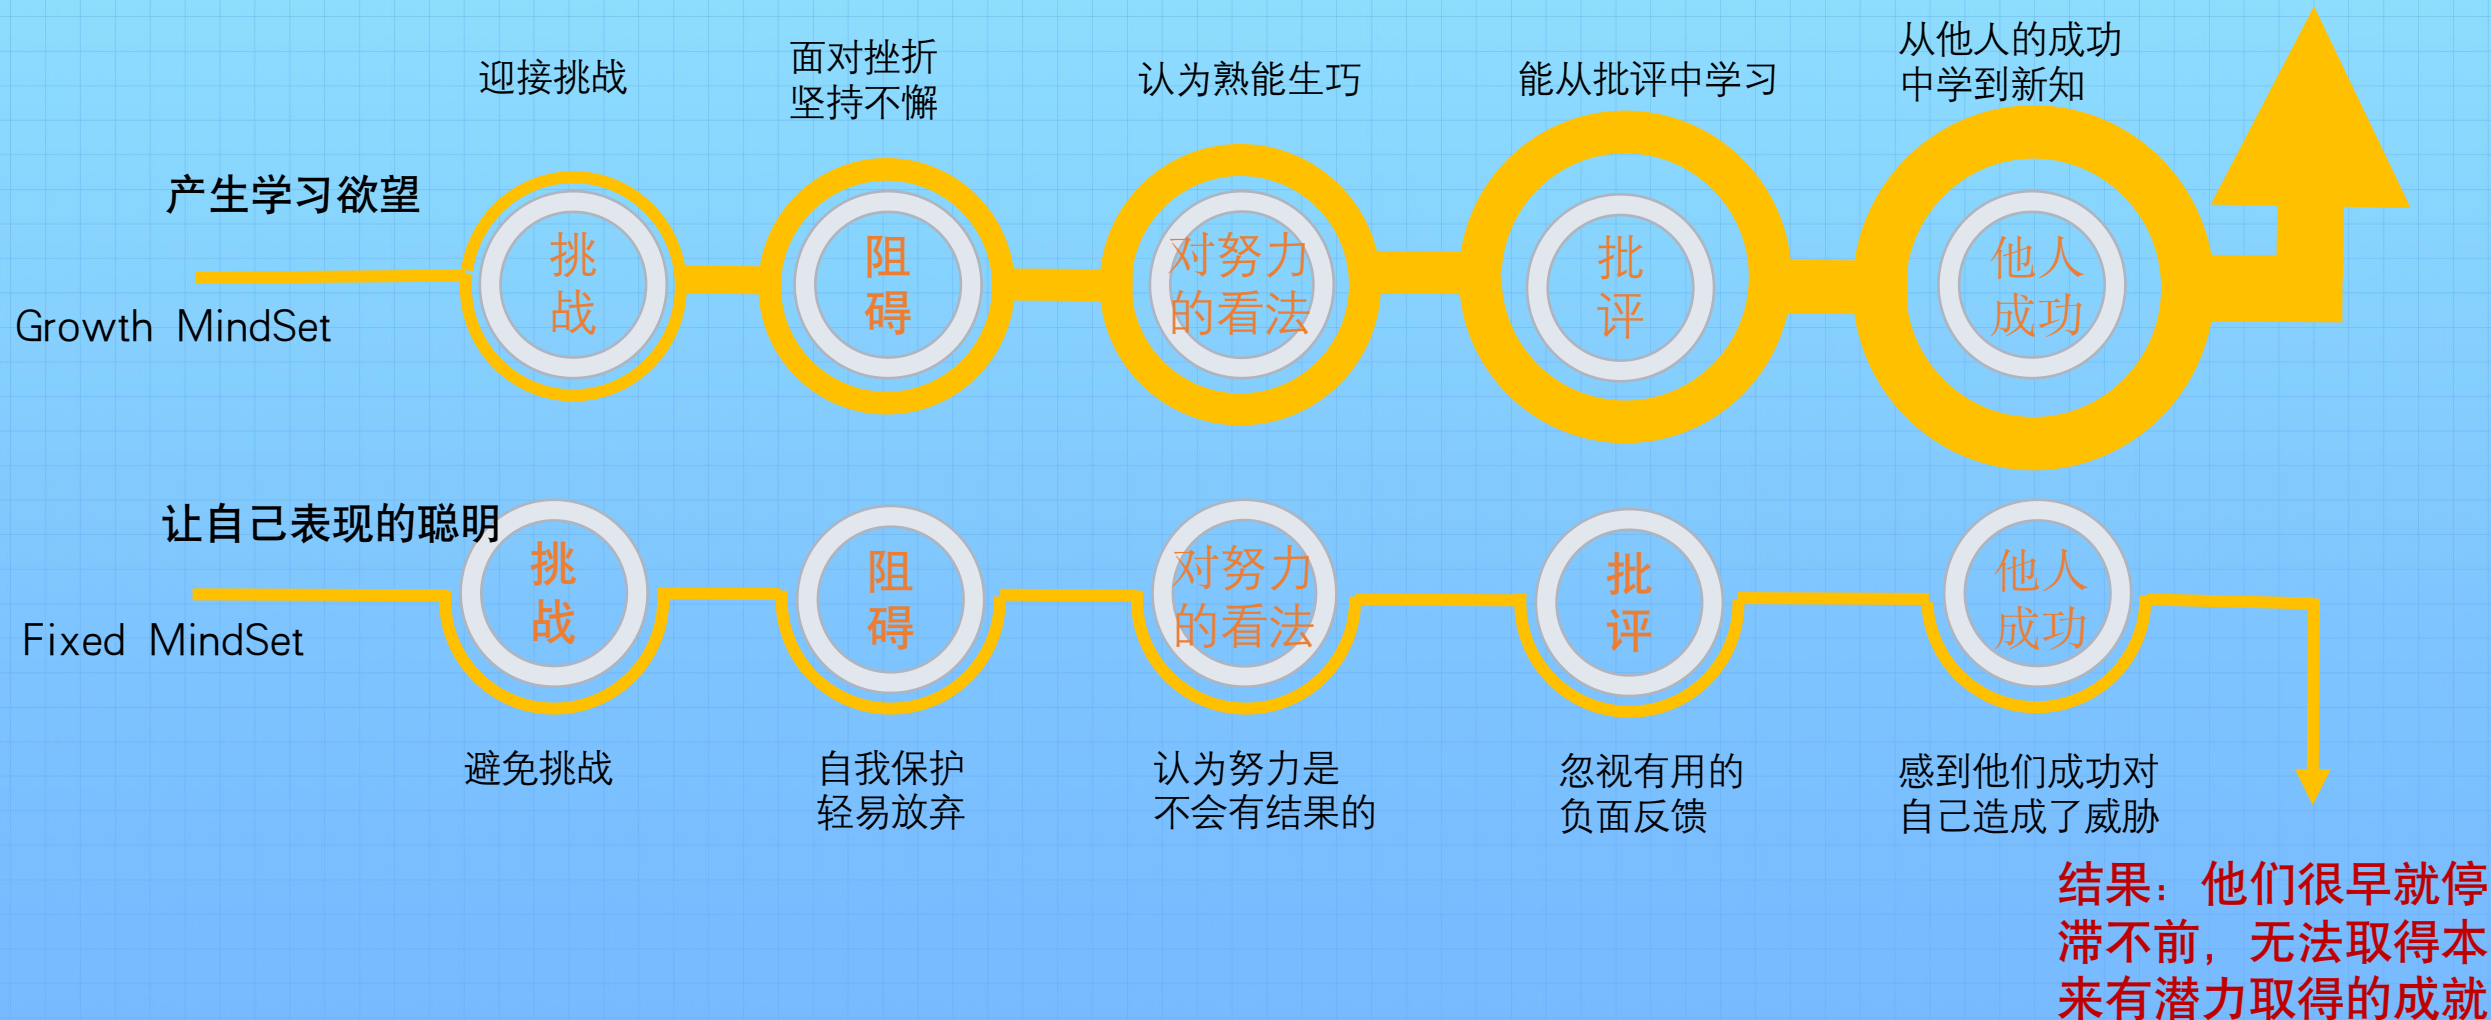 迎接挑战
面对挫折
坚持不懈
认为熟能生巧
能从批评中学习
从他人的成功
中学到新知
产生学习欲望
Growth MindSet
挑
战
阻
碍
对努力
的看法
批
评
他人
成功
让自己表现的聪明
Fixed MindSet
挑
战
阻
碍
对努力
的看法
批
评
他人
成功
避免挑战
自我保护
轻易放弃
认为努力是
不会有结果的
忽视有用的
负面反馈
感到他们成功对
自己造成了威胁
结果：他们很早就停
滞不前，无法取得本
来有潜力取得的成就